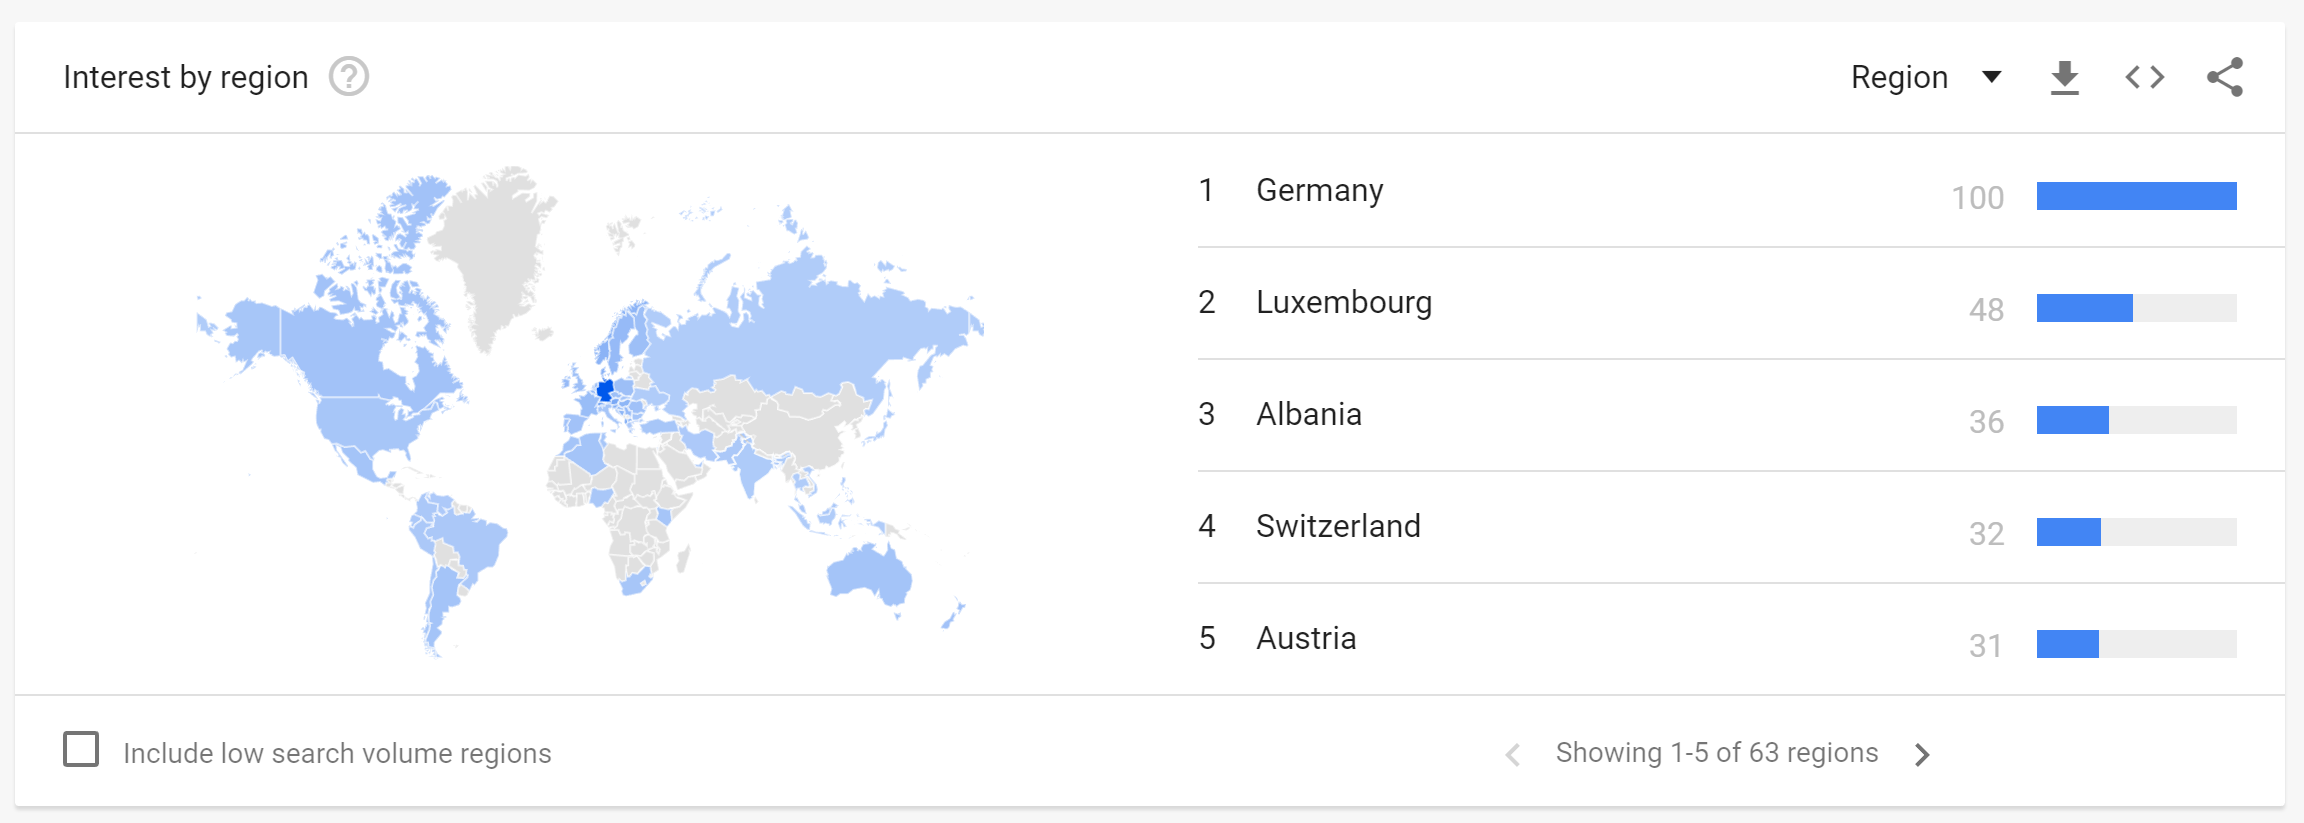 Interest by region
Region
1 Germany 100
2 Luxembourg 48
3 Albania 36
4 Switzerland 32
5 Austria 31
Include low search volume regions
Showing 1-5 of 63 regions